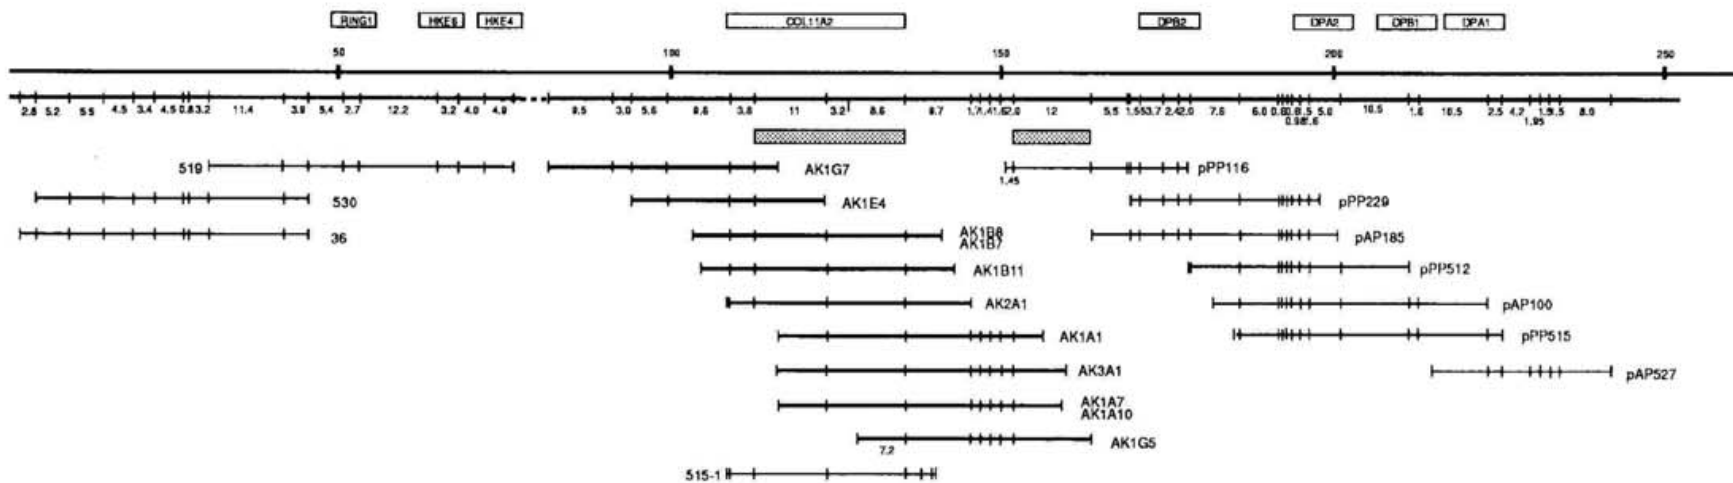 RING1 HKE6 HKE4 COL11A2 DPB2 DPA2 DPB1 DPA1
50 100 150 200 250
2.8 5.2 5.5 4.5 3.4 4.5 0.8 3.2 11.4 3.9 5.4 2.7 12.2 3.2 4.0 4.9 9.5 3.0 5.6 9.6 3.8 11 3.2 8.6 9.7 12 5.5 7.6 6.0 5.0 10.5 1.6 10.5 2.5 4.2 8.0
1.95
519 AK1G7 pPP116
1.45
530 AK1E4 pPP229
36 AK1B8 pAP185
AK1B7
AK1B11 pPP512
AK2A1 pAP100
AK1A1 pPP515
AK3A1 pAP527
AK1A7
AK1A10
AK1G5
7.2
515-1